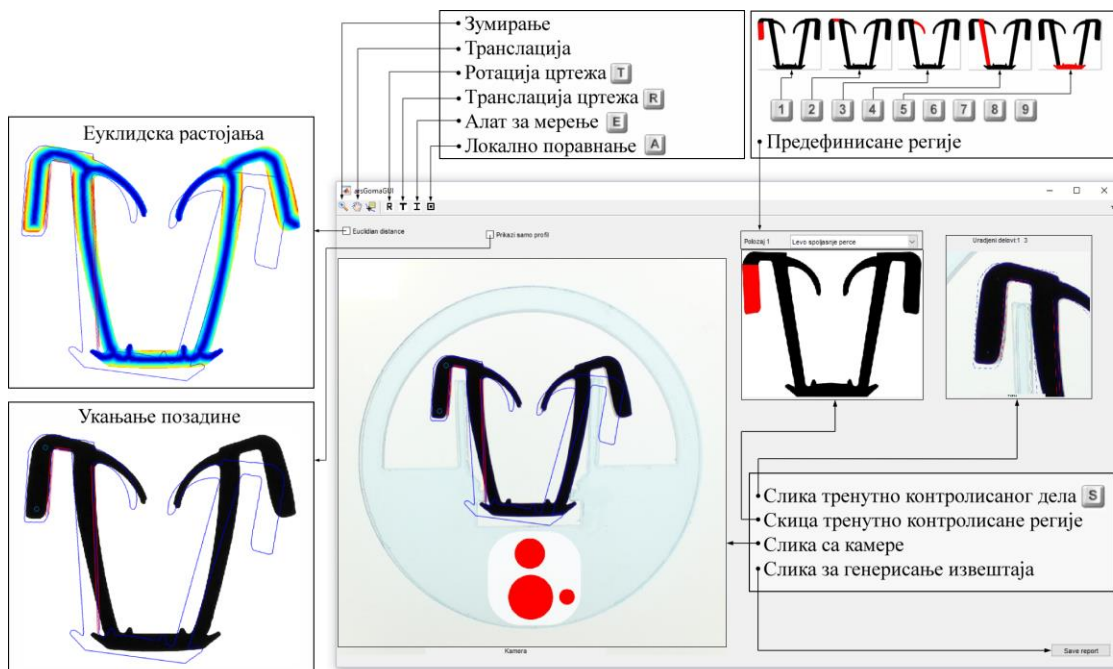 Зумирање
Транслација
Ротација цртежа T
Транслација цртежа R
Алат за мерење E
Локално поравнање A
1 2 3 4 5 6 7 8 9
Предефинисане регије
Еуклидска растојања
Укањање позадине
arsGomaGUI
R T I
Euclidian distance
Prikazi samo profil
Polozaj 1
Levo spoljasnje perce
Uradjeni delovi:1 3
Слика тренутно контролисаног дела S
Скица тренутно контролисане регије
Слика са камере
Слика за генерисање извештаја
Kamera
Save report